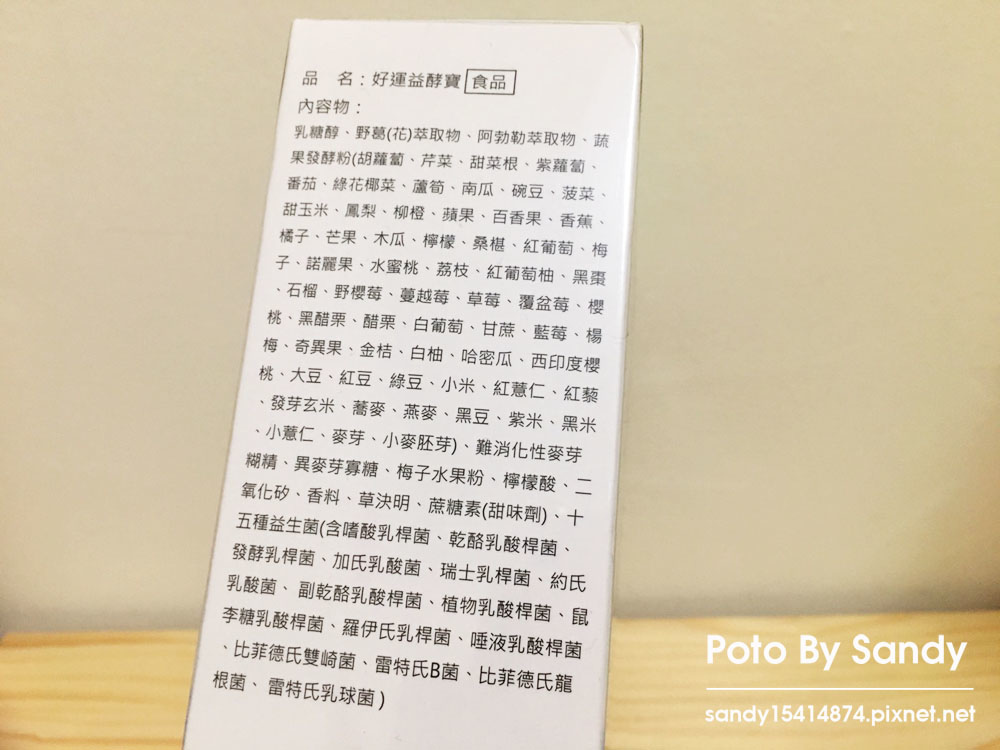 品　名：好運益酵寶 食品
內容物：
乳糖醇、野葛(花)萃取物、阿勃勒萃取物、蔬
果發酵粉(胡蘿蔔、芹菜、甜菜根、紫蘿蔔、
番茄、綠花椰菜、蘆筍、南瓜、碗豆、菠菜、
甜玉米、鳳梨、柳橙、蘋果、百香果、香蕉、
橘子、芒果、木瓜、檸檬、桑椹、紅葡萄、梅
子、諾麗果、水蜜桃、荔枝、紅葡萄柚、黑棗
、石榴、野櫻莓、蔓越莓、草莓、覆盆莓、櫻
桃、黑醋栗、醋栗、白葡萄、甘蔗、藍莓、楊
梅、奇異果、金桔、白柚、哈密瓜、西印度櫻
桃、大豆、紅豆、綠豆、小米、紅薏仁、紅藜
、發芽玄米、蕎麥、燕麥、黑豆、紫米、黑米
、小薏仁、麥芽、小麥胚芽)、難消化性麥芽
糊精、異麥芽寡糖、梅子水果粉、檸檬酸、二
氧化矽、香料、草決明、蔗糖素(甜味劑)、十
五種益生菌(含嗜酸乳桿菌、乾酪乳酸桿菌、
發酵乳桿菌、加氏乳酸菌、瑞士乳桿菌、約氏
乳酸菌、副乾酪乳酸桿菌、植物乳酸桿菌、鼠
李糖乳酸桿菌、羅伊氏乳桿菌、唾液乳酸桿菌
、比菲德氏雙崎菌、雷特氏B菌、比菲德氏龍
根菌、雷特氏乳球菌)
Poto By Sandy
sandy15414874.pixnet.net